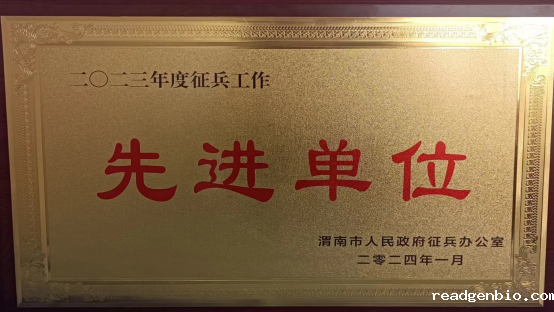 二〇二三年度征兵工作
先进单位
渭南市人民政府征兵办公室
二零二四年一月
readgenbio.com